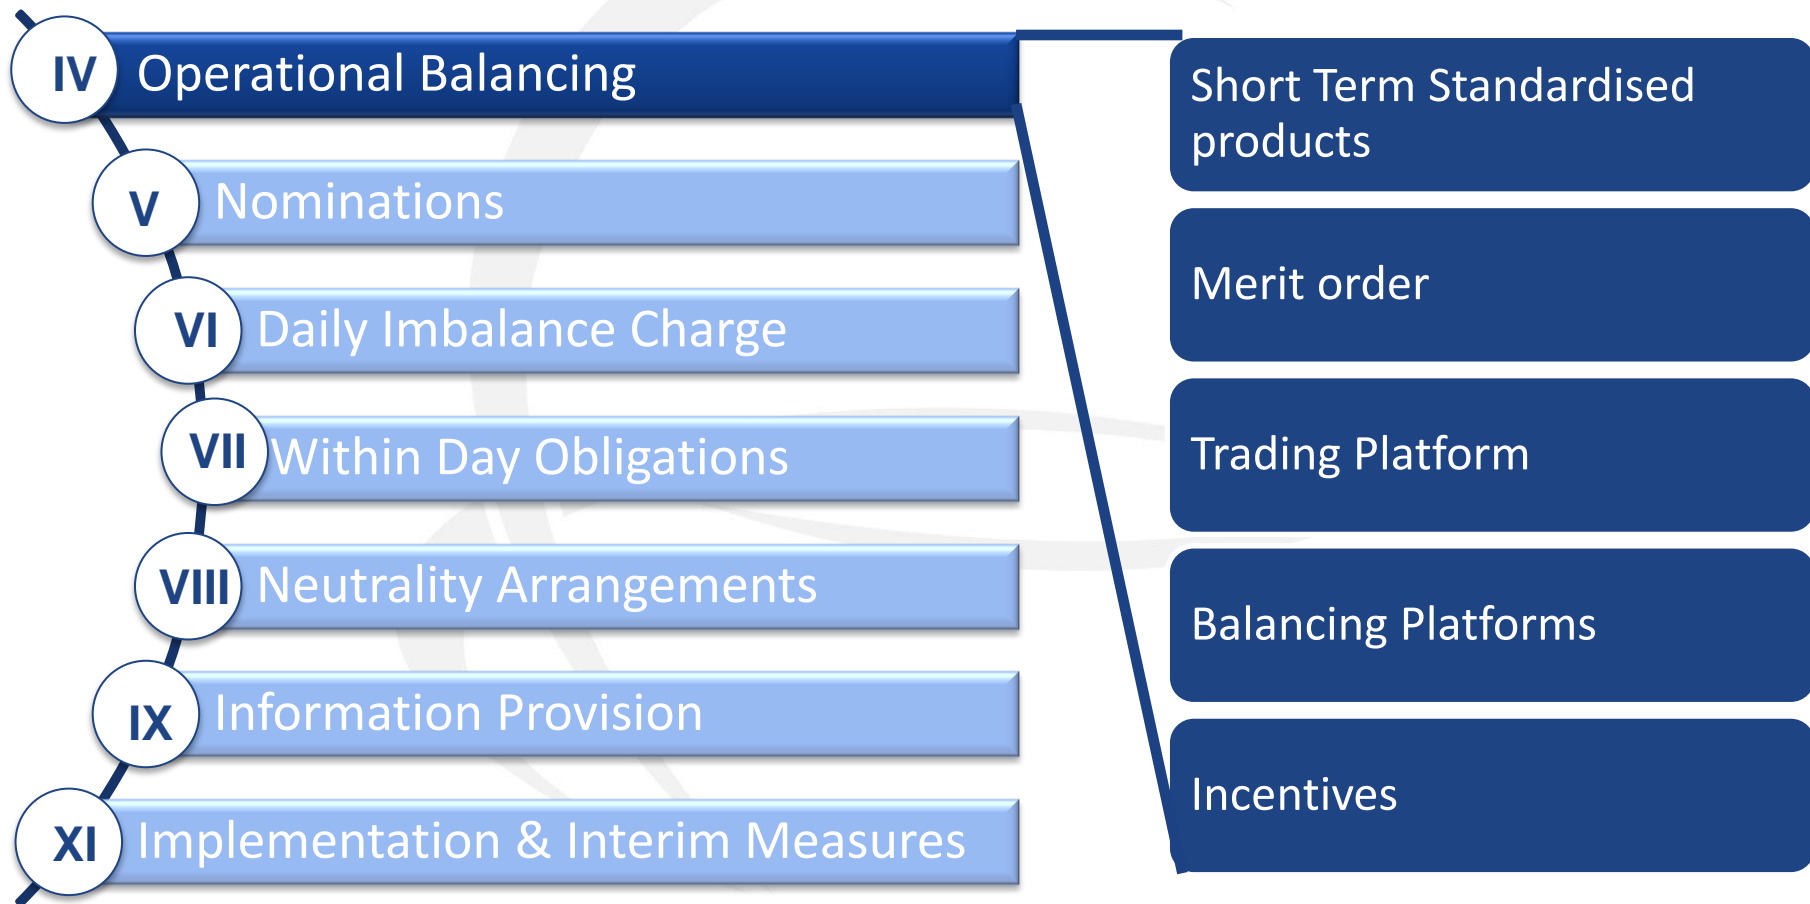 IV Operational Balancing
V Nominations
VI Daily Imbalance Charge
VII Within Day Obligations
VIII Neutrality Arrangements
IX Information Provision
XI Implementation & Interim Measures
Short Term Standardised
products
Merit order
Trading Platform
Balancing Platforms
Incentives